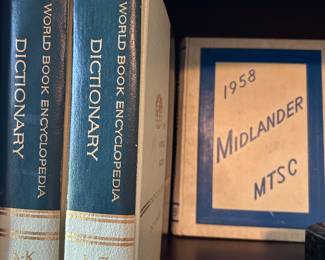 WORLD BOOK ENCYCLOPEDIA
DICTIONARY
A-K
WORLD BOOK ENCYCLOPEDIA
DICTIONARY
1958
MIDLANDER
MTSC